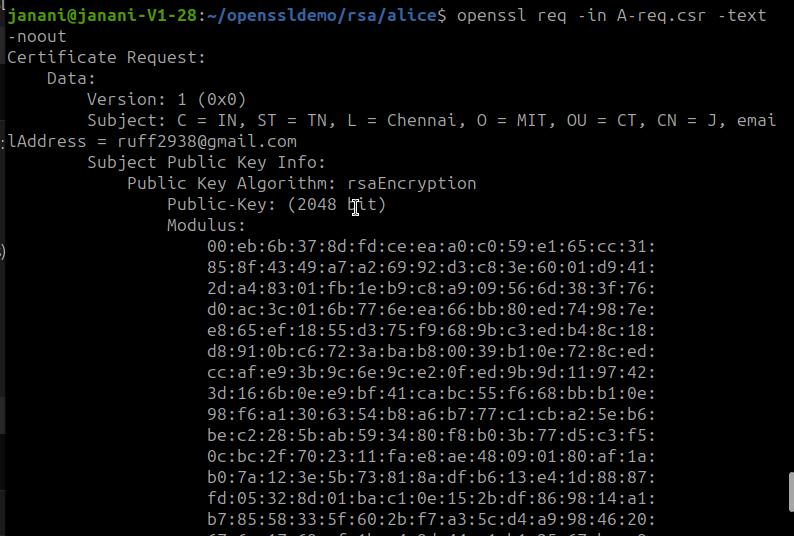 janani@janani-V1-28:~/openssldemo/rsa/alice$ openssl req -in A-req.csr -text
-noout
Certificate Request:
Data:
Version: 1 (0x0)
Subject: C = IN, ST = TN, L = Chennai, O = MIT, OU = CT, CN = J, emai
lAddress = ruff2938@gmail.com
Subject Public Key Info:
Public Key Algorithm: rsaEncryption
Public-Key: (2048 bit)
Modulus:
00:eb:6b:37:8d:fd:ce:ea:a0:c0:59:e1:65:cc:31:
85:8f:43:49:a7:a2:69:92:d3:c8:3e:60:01:d9:41:
2d:a4:83:01:fb:1e:b9:c8:a9:09:56:6d:38:3f:76:
d0:ac:3c:01:6b:77:6e:ea:66:bb:80:ed:74:98:7e:
e8:65:ef:18:55:d3:75:f9:68:9b:c3:ed:b4:8c:18:
d8:91:0b:c6:72:3a:ba:b8:00:39:b1:0e:72:8c:ed:
cc:af:e9:3b:9c:6e:9c:e2:0f:ed:9b:9d:11:97:42:
3d:16:6b:0e:e9:bf:41:ca:bc:55:f6:68:bb:b1:0e:
98:f6:a1:30:63:54:b8:a6:b7:77:c1:cb:a2:5e:b6:
be:c2:28:5b:ab:59:34:80:f8:b0:3b:77:d5:c3:f5:
0c:bc:2f:70:23:11:fa:e8:ae:48:09:01:80:af:1a:
b0:7a:12:3e:5b:73:81:8a:df:b6:13:e4:1d:88:87:
fd:05:32:8d:01:ba:c1:0e:15:2b:df:86:98:14:a1:
b7:85:58:33:5f:60:2b:f7:a3:5c:d4:a9:98:46:20: